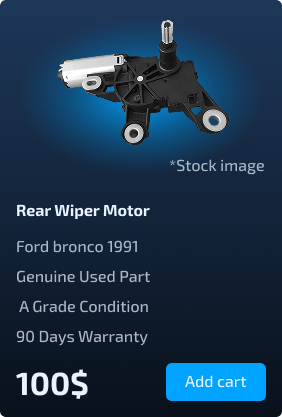 *Stock image
Rear Wiper Motor
Ford bronco 1991
Genuine Used Part
A Grade Condition
90 Days Warranty
100$ Add cart